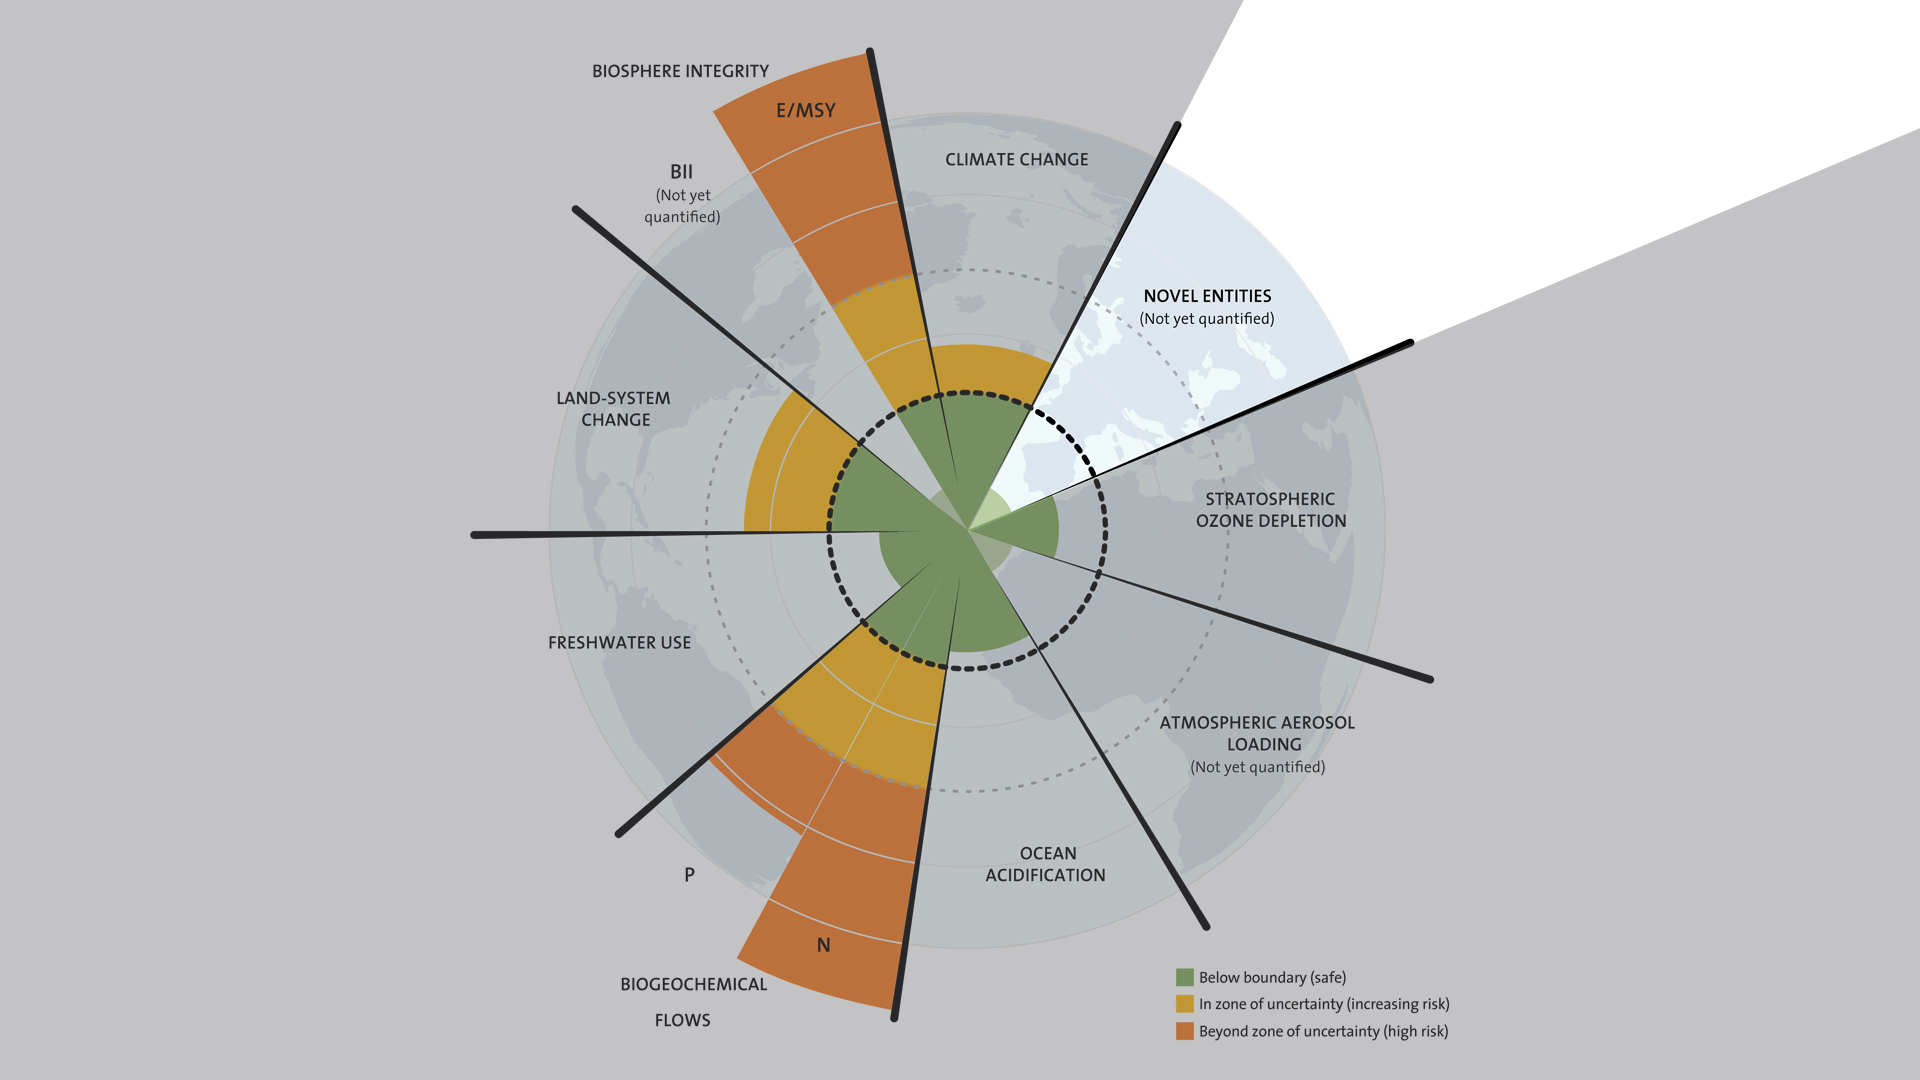 BIOSPHERE INTEGRITY
E/MSY
BII
(Not yet
quantified)
CLIMATE CHANGE
NOVEL ENTITIES
(Not yet quantified)
LAND-SYSTEM
CHANGE
STRATOSPHERIC
OZONE DEPLETION
FRESHWATER USE
ATMOSPHERIC AEROSOL
LOADING
(Not yet quantified)
OCEAN
ACIDIFICATION
P
N
BIOGEOCHEMICAL
FLOWS
Below boundary (safe)
In zone of uncertainty (increasing risk)
Beyond zone of uncertainty (high risk)